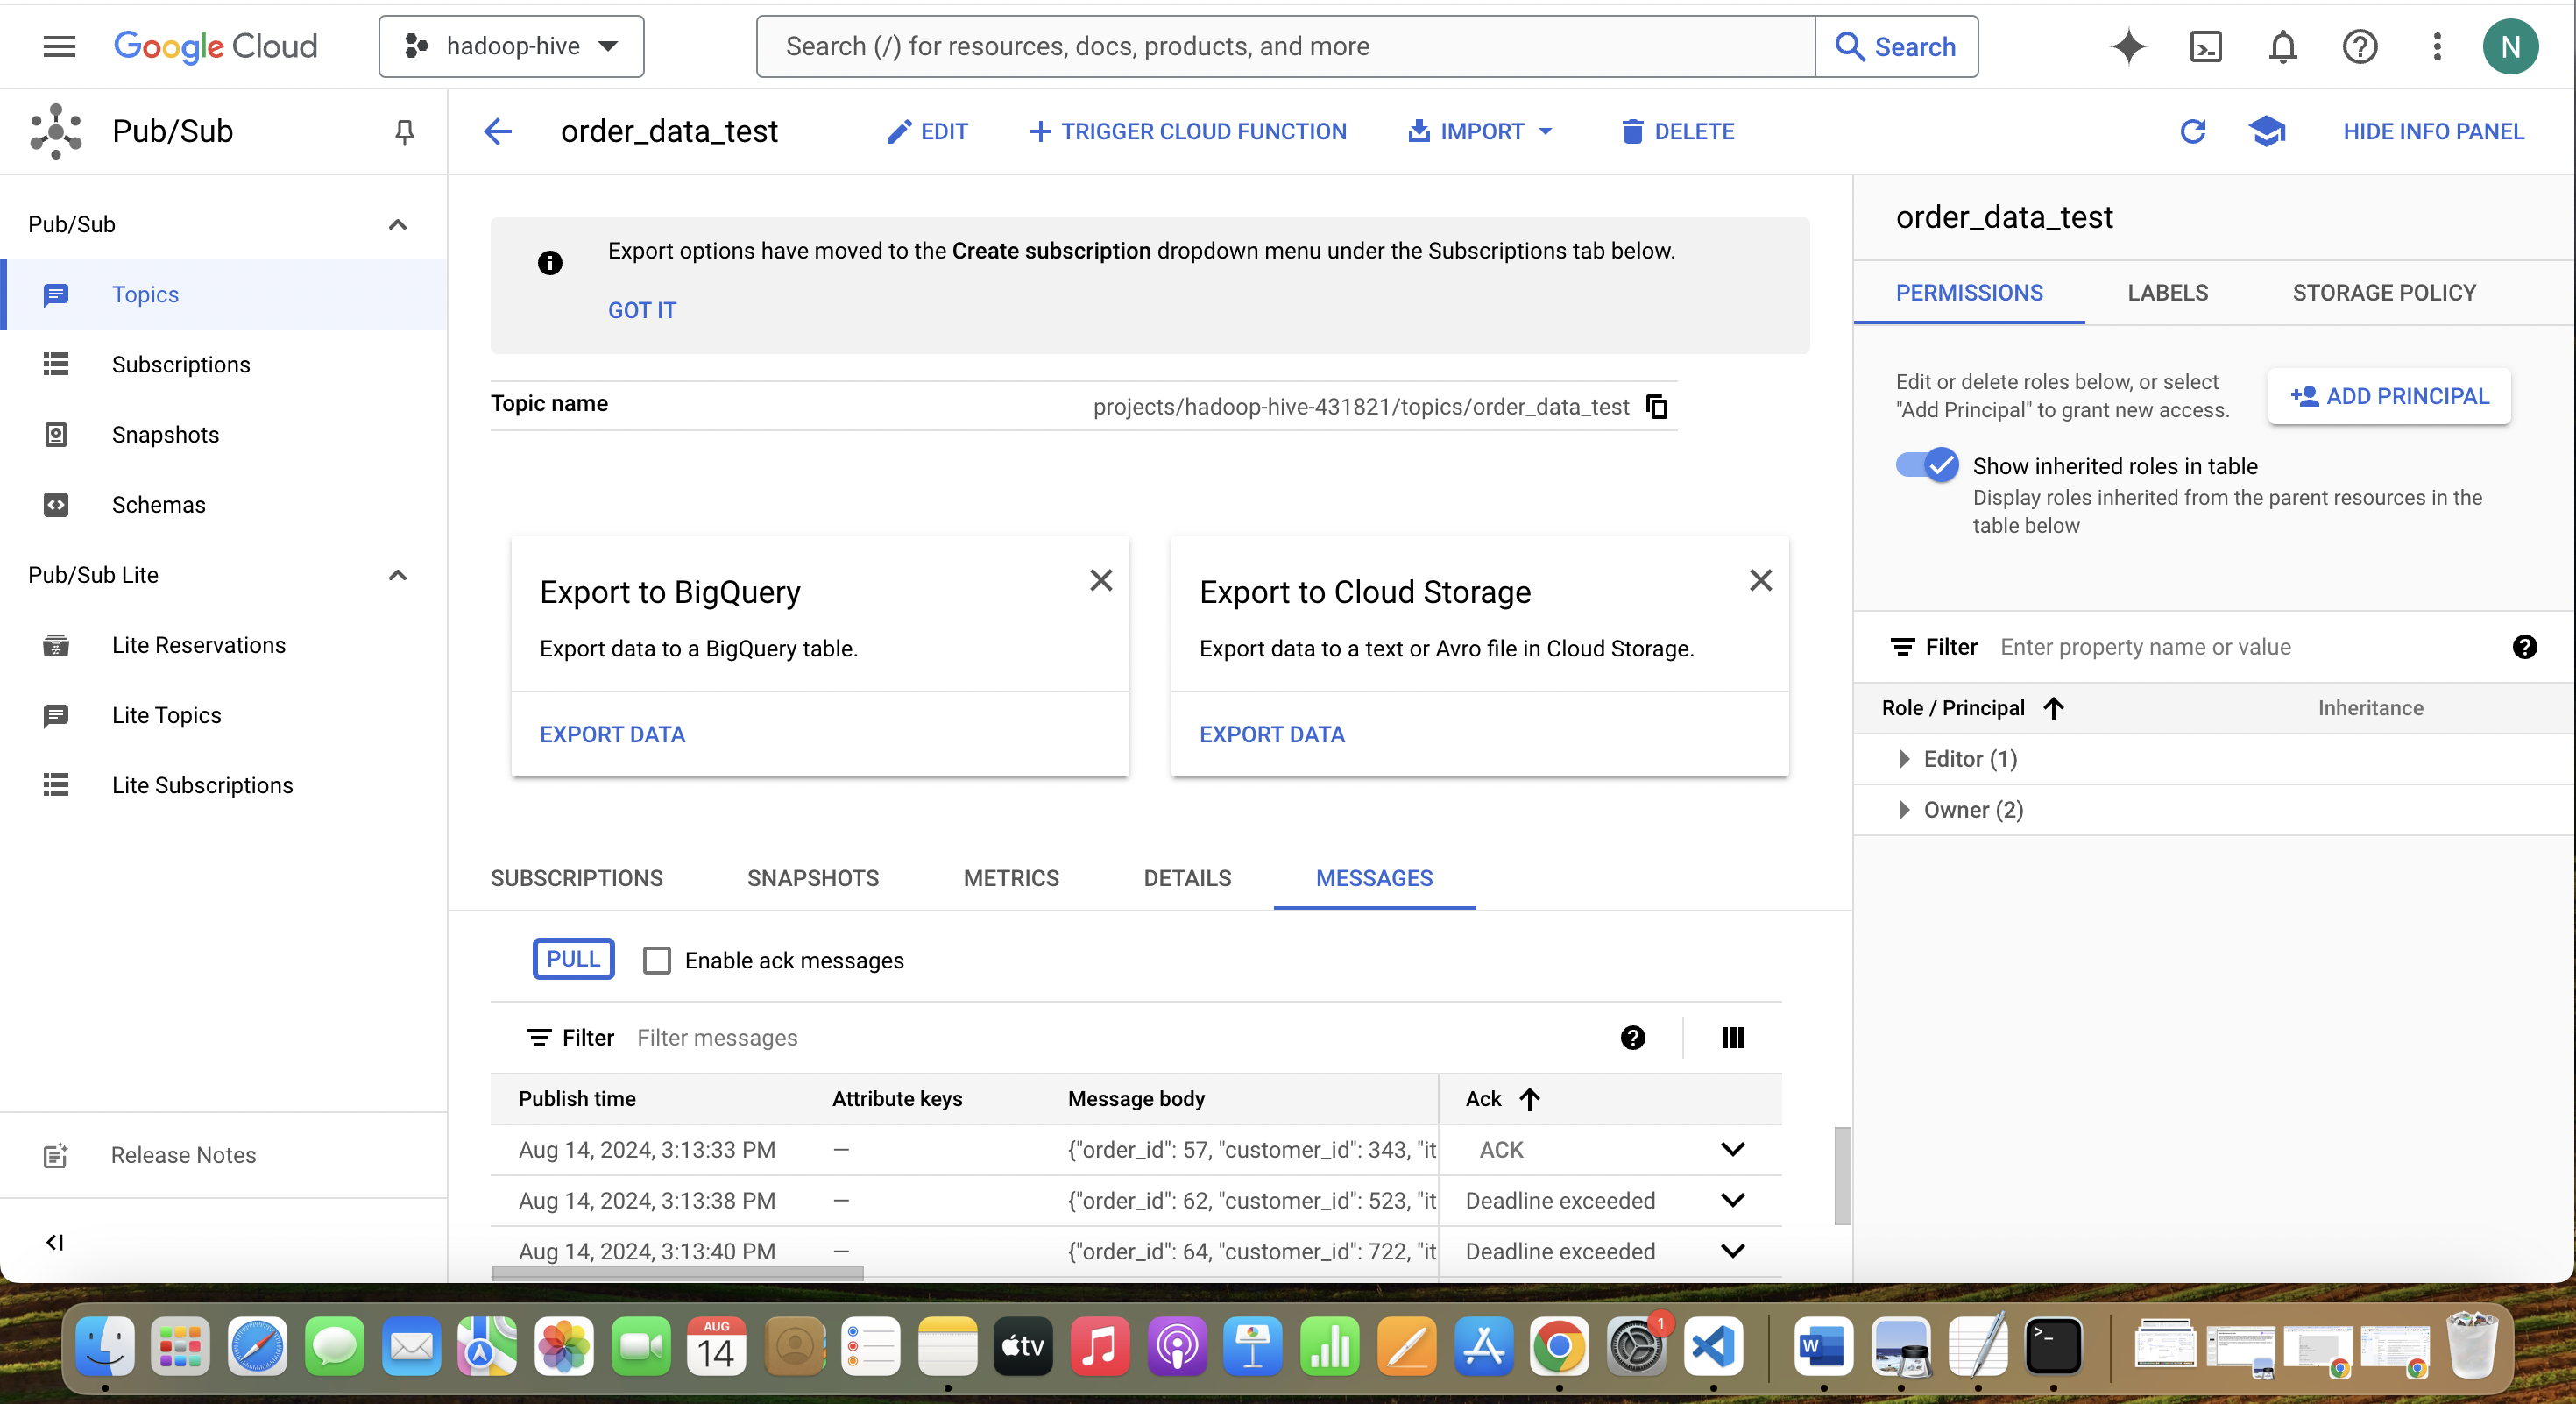 Google Cloud
hadoop-hive
Search (/) for resources, docs, products, and more
Search
N
Pub/Sub
order_data_test
EDIT
TRIGGER CLOUD FUNCTION
IMPORT
DELETE
HIDE INFO PANEL
Pub/Sub
Topics
Subscriptions
Snapshots
Schemas
Pub/Sub Lite
Lite Reservations
Lite Topics
Lite Subscriptions
Release Notes
Export options have moved to the Create subscription dropdown menu under the Subscriptions tab below.
GOT IT
Topic name
projects/hadoop-hive-431821/topics/order_data_test
Export to BigQuery
Export data to a BigQuery table.
EXPORT DATA
Export to Cloud Storage
Export data to a text or Avro file in Cloud Storage.
EXPORT DATA
SUBSCRIPTIONS SNAPSHOTS METRICS DETAILS MESSAGES
PULL Enable ack messages
Filter Filter messages
Publish time Attribute keys Message body Ack
Aug 14, 2024, 3:13:33 PM — {"order_id": 57, "customer_id": 343, "it ACK
Aug 14, 2024, 3:13:38 PM — {"order_id": 62, "customer_id": 523, "it Deadline exceeded
Aug 14, 2024, 3:13:40 PM — {"order_id": 64, "customer_id": 722, "it Deadline exceeded
order_data_test
PERMISSIONS LABELS STORAGE POLICY
Edit or delete roles below, or select
"Add Principal" to grant new access.
ADD PRINCIPAL
Show inherited roles in table
Display roles inherited from the parent resources in the
table below
Filter Enter property name or value
Role / Principal Inheritance
Editor (1)
Owner (2)
AUG
14
tv
1
W
>_